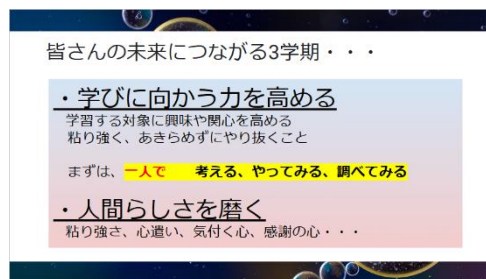 皆さんの未来につながる3学期・・・
・学びに向かう力を高める
学習する対象に興味や関心を高める
粘り強く、あきらめずにやり抜くこと
まずは、一人で　　考える、やってみる、調べてみる
・人間らしさを磨く
粘り強さ、心遣い、気付く心、感謝の心・・・